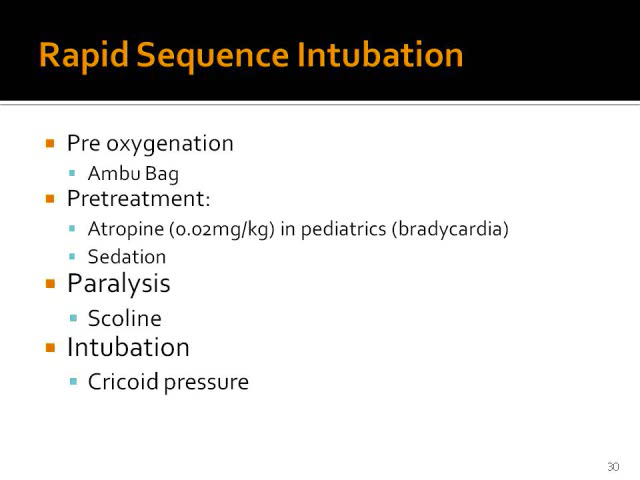 Rapid Sequence Intubation
Pre oxygenation
Ambu Bag
Pretreatment:
Atropine (0.02mg/kg) in pediatrics (bradycardia)
Sedation
Paralysis
Scoline
Intubation
Cricoid pressure
30